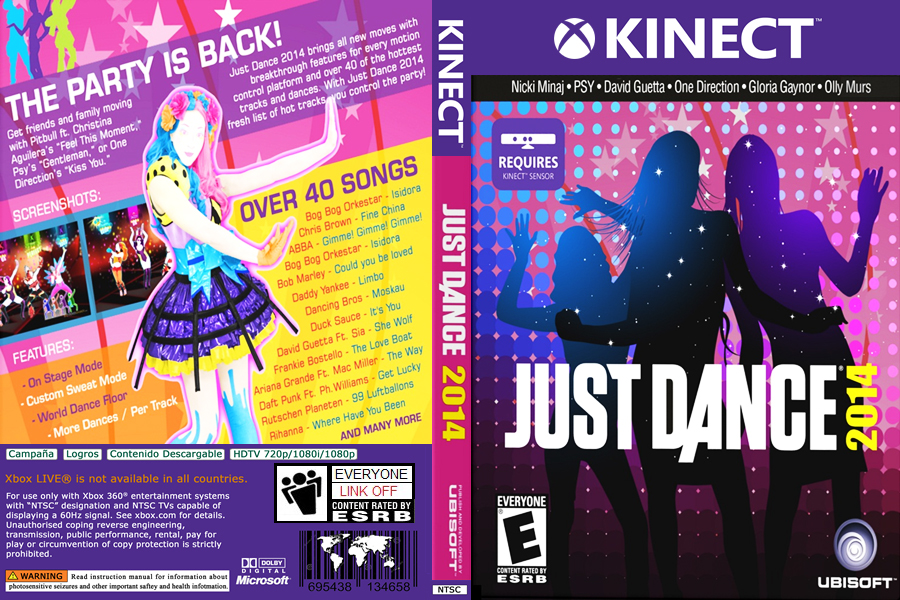 THE PARTY IS BACK!
Get friends and family moving
with Pitbull ft. Christina
Aguilera's "Feel This Moment,"
Psy's "Gentleman," or One
Direction's "Kiss You."
Just Dance 2014 brings all new moves with
breakthrough features for every motion
control platform and over 40 of the hottest
tracks and dances. With Just Dance 2014
fresh list of hot tracks, you control the party!
SCREENSHOTS:
OVER 40 SONGS
Bog Bog Orkestar - Isidora
Chris Brown - Fine China
ABBA - Gimme! Gimme! Gimme!
Bog Bog Orkestar - Isidora
Bob Marley - Could you be loved
Daddy Yankee - Limbo
Dancing Bros - Moskau
Duck Sauce - It's You
David Guetta Ft. Sia - She Wolf
Frankie Bostello - The Love Boat
Ariana Grande Ft. Mac Miller - The Way
Daft Punk Ft. Ph.Williams - Get Lucky
Rutschen Planeten - 99 Luftballons
Rihanna - Where Have You Been
AND MANY MORE
FEATURES:
- On Stage Mode
- Custom Sweat Mode
- World Dance Floor
- More Dances / Per Track
Campaña Logros Contenido Descargable HDTV 720p/1080i/1080p
Xbox LIVE® is not available in all countries.
For use only with Xbox 360® entertainment systems
with "NTSC" designation and NTSC TVs capable of
displaying a 60Hz signal. See xbox.com for details.
Unauthorised coping reverse engineering,
transmission, public performance, rental, pay for
play or circumvention of copy protection is strictly
prohibited.
WARNING Read instruction manual for information about
photosensitive seizures and other important saftey and health infotmation.
EVERYONE
LINK OFF
CONTENT RATED BY
ESRB
DOLBY
DIGITAL
Microsoft
695438 134658
KINECT
JUST DANCE 2014
PUBLISHED AND DEVELOPED BY
UBISOFT
NTSC
KINECT™
Nicki Minaj • PSY • David Guetta • One Direction • Gloria Gaynor • Olly Murs
REQUIRES
KINECT™ SENSOR
JUST DANCE®
2014
EVERYONE
E
CONTENT RATED BY
ESRB
UBISOFT™